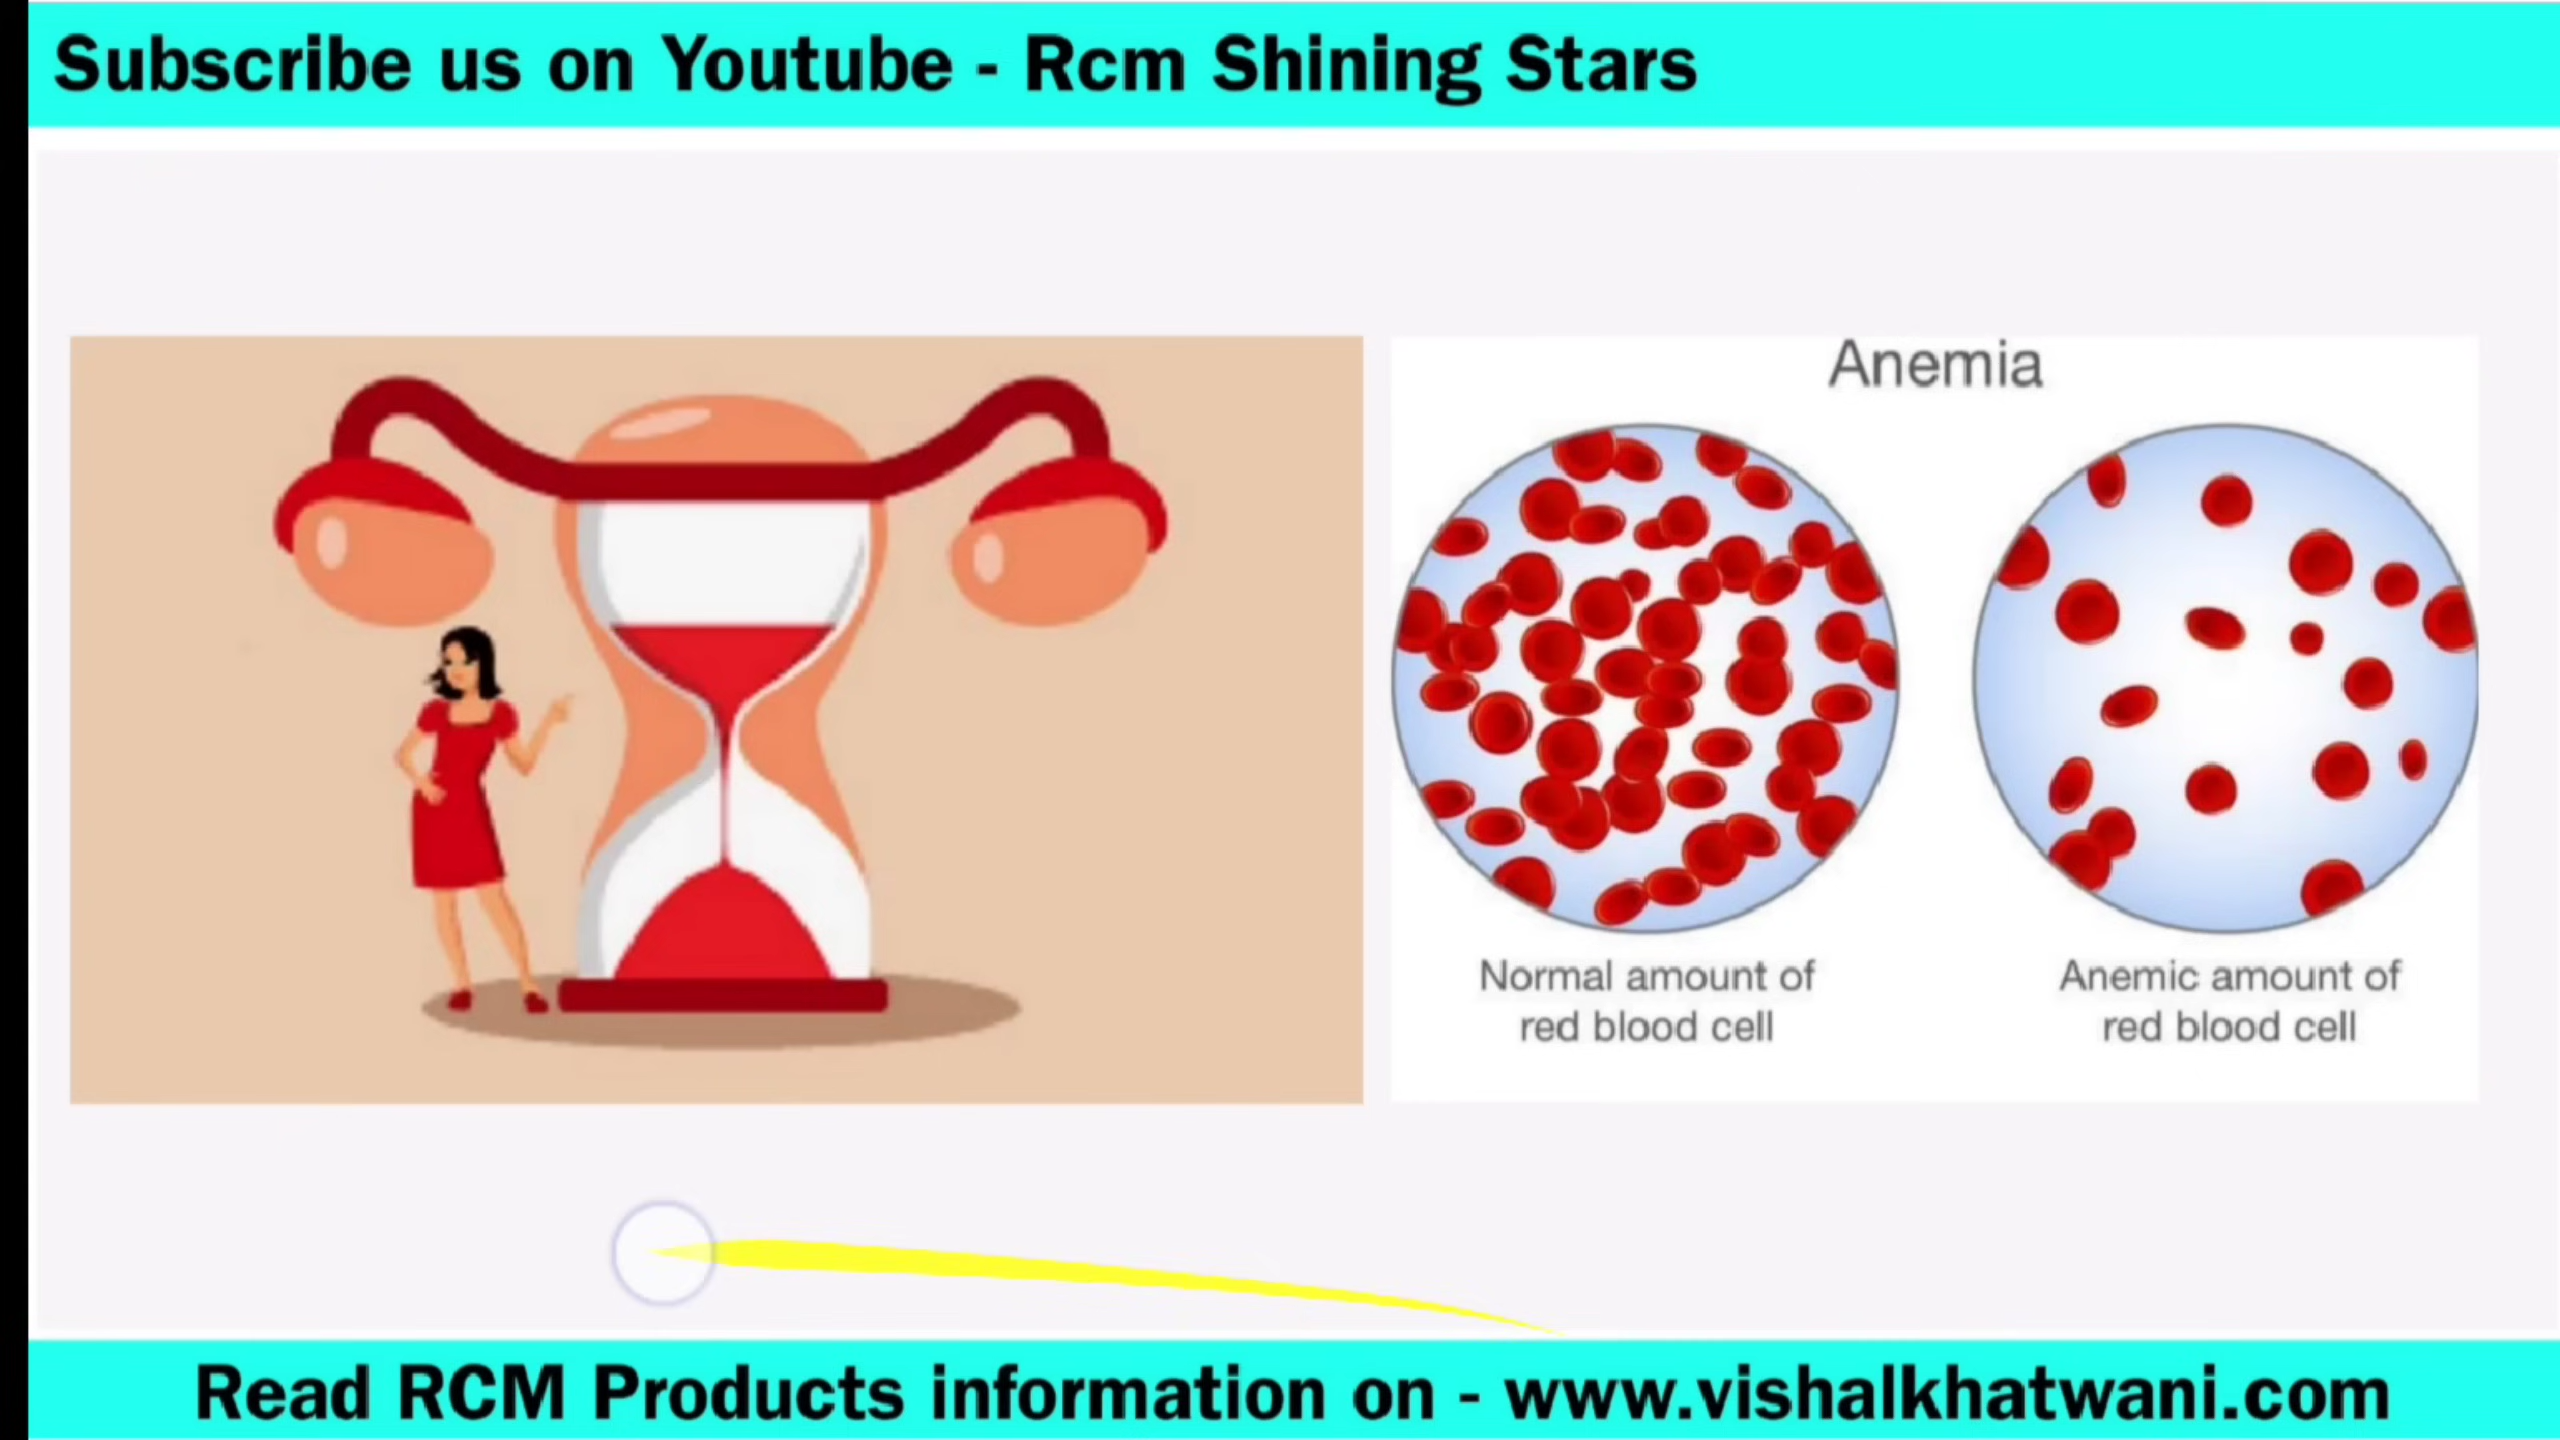 Subscribe us on Youtube - Rcm Shining Stars
Anemia
Normal amount of
red blood cell
Anemic amount of
red blood cell
Read RCM Products information on - www.vishalkhatwani.com